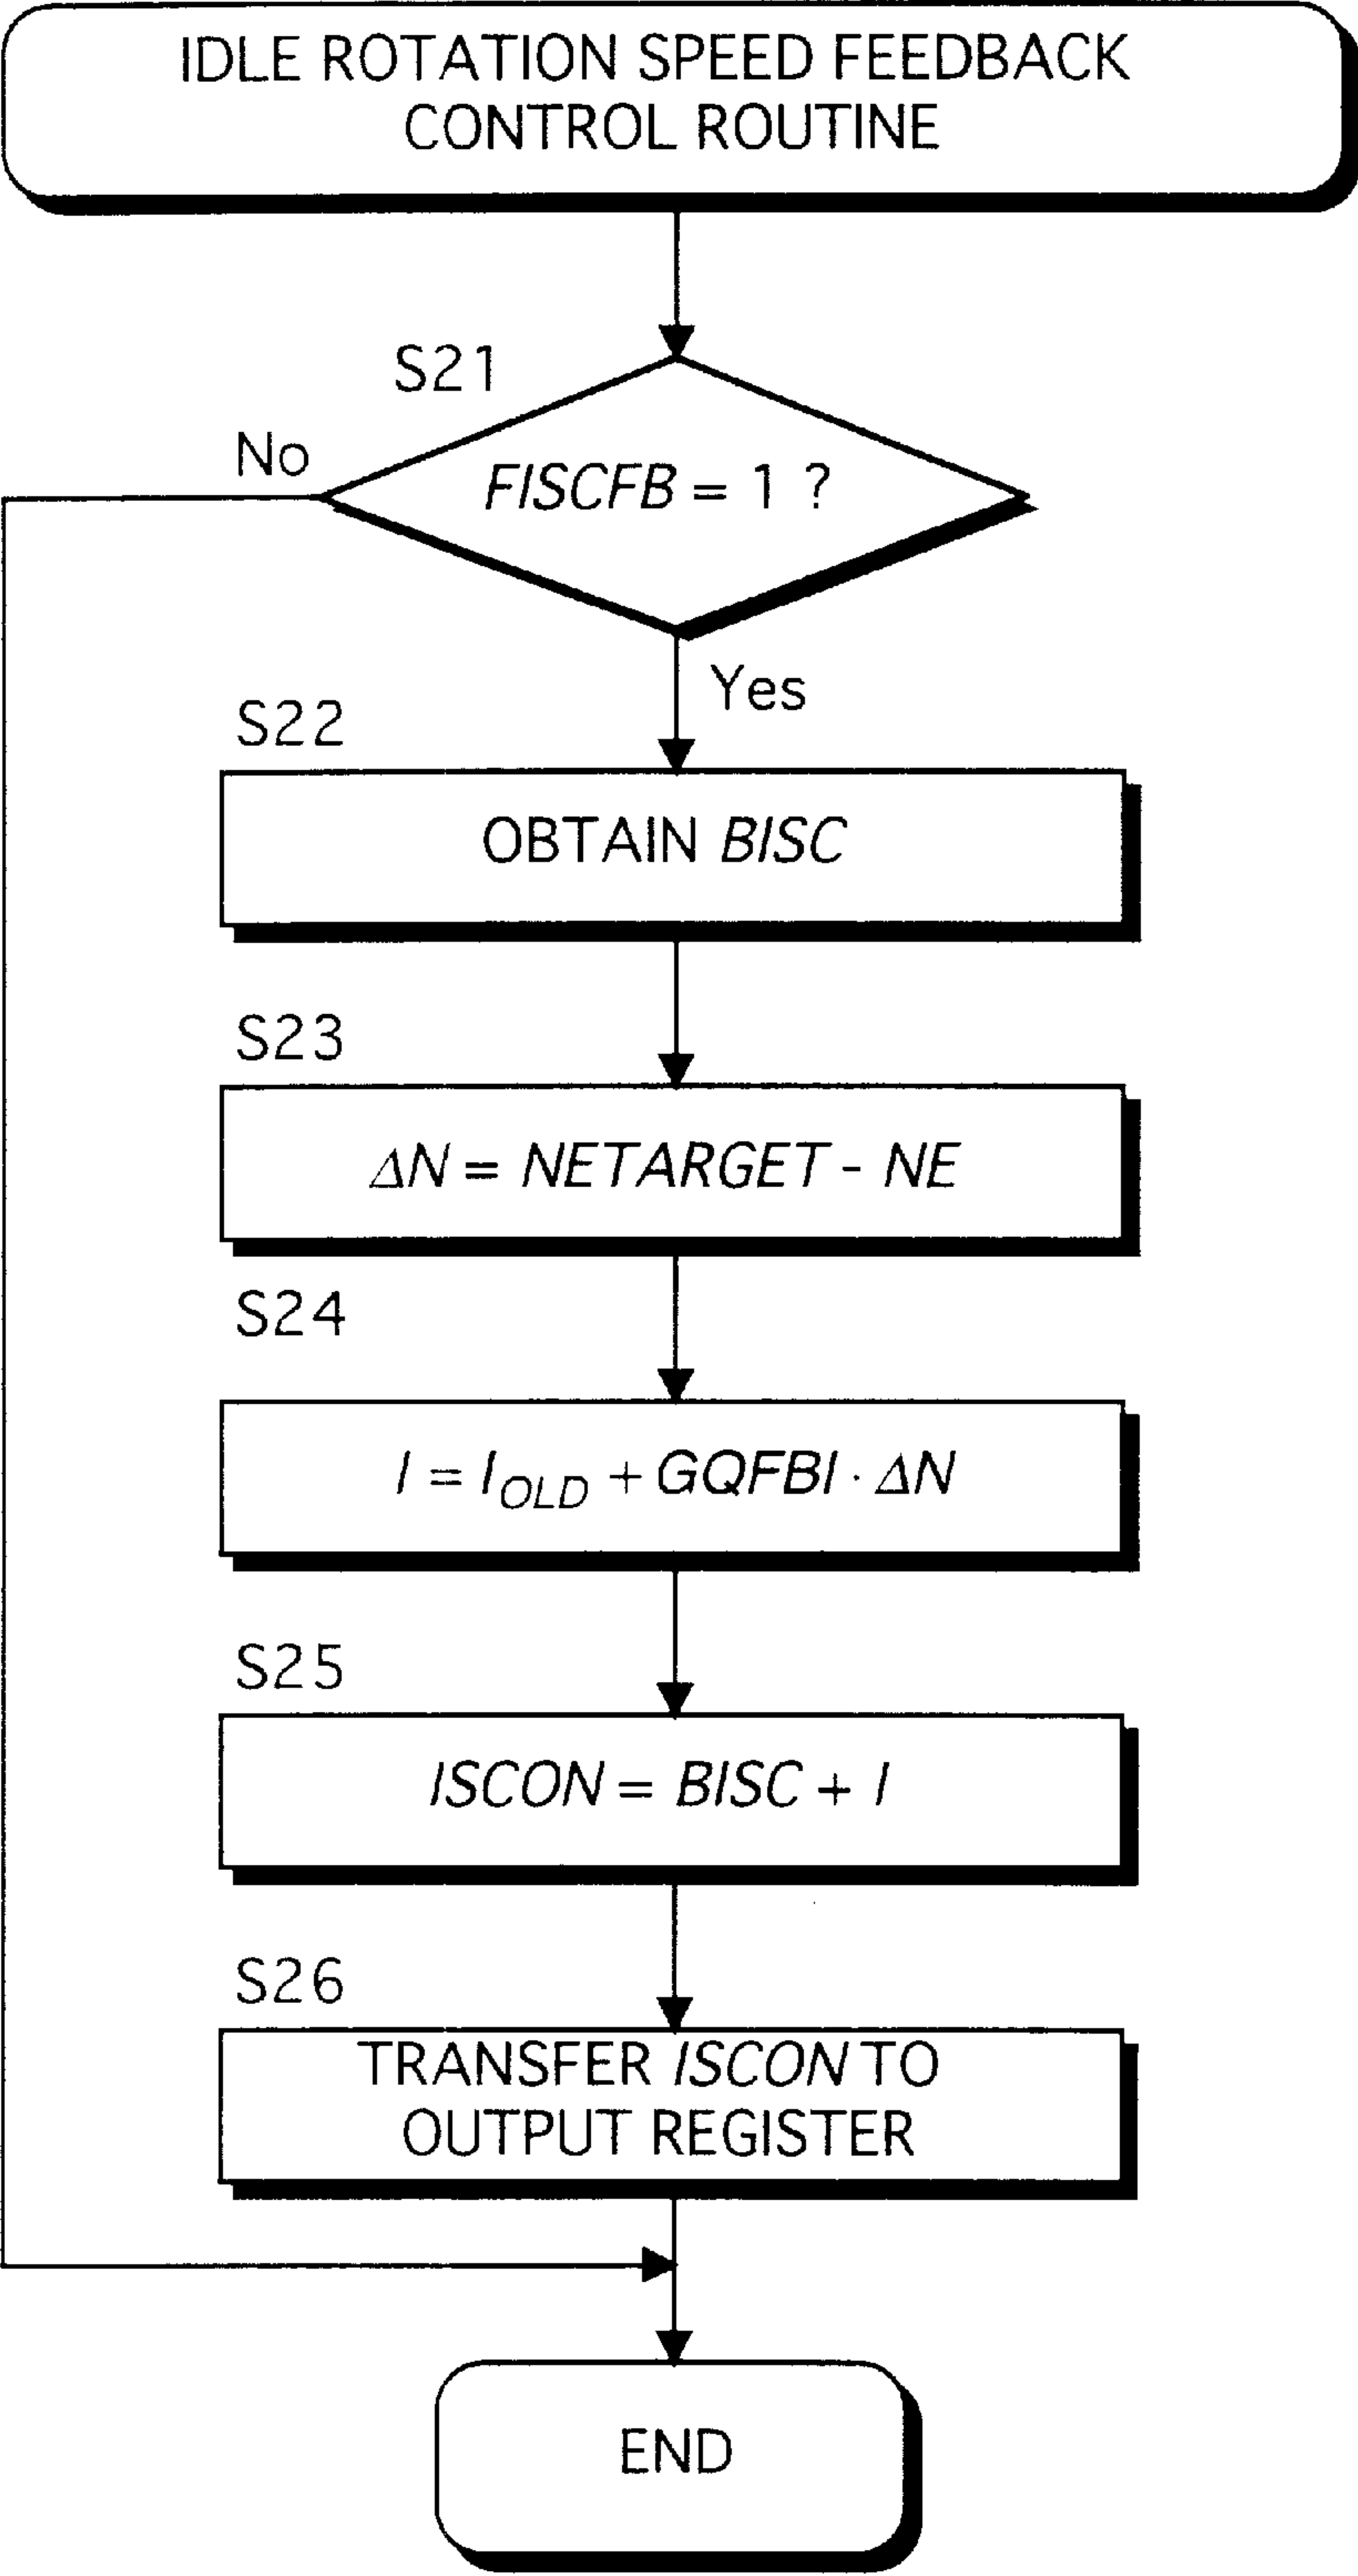 IDLE ROTATION SPEED FEEDBACK
CONTROL ROUTINE
S21
No
FISCFB = 1 ?
Yes
S22
OBTAIN BISC
S23
ΔN = NETARGET - NE
S24
I = I_OLD + GQFBI · ΔN
S25
ISCON = BISC + I
S26
TRANSFER ISCON TO
OUTPUT REGISTER
END